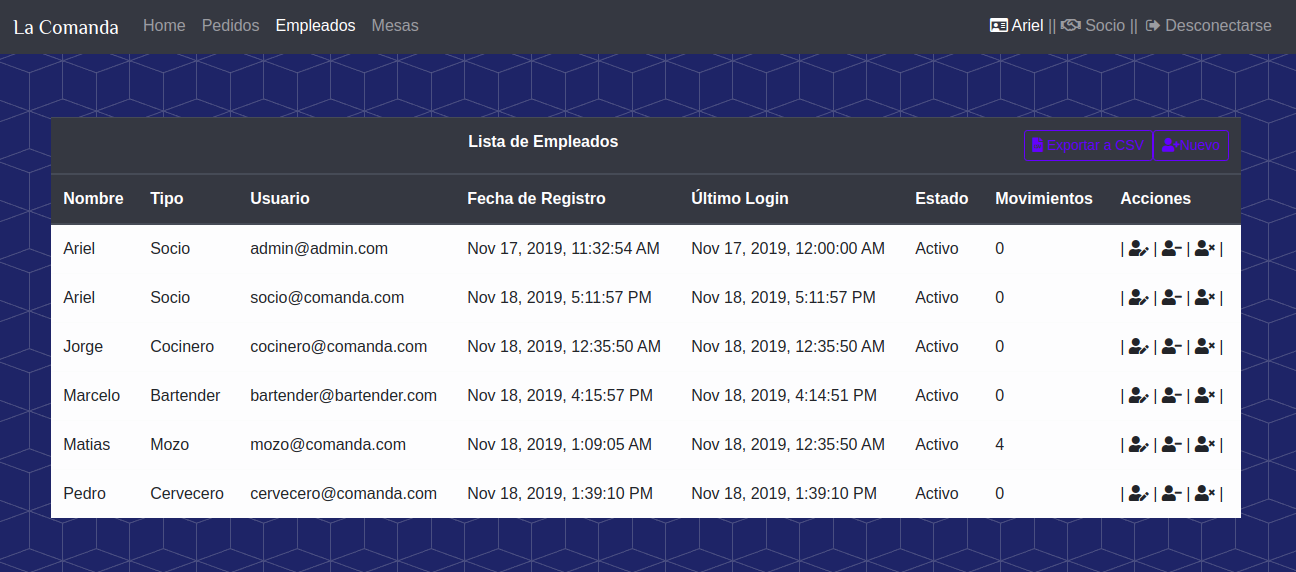 La Comanda Home Pedidos Empleados Mesas Ariel || Socio || Desconectarse
Lista de Empleados Exportar a CSV Nuevo
Nombre Tipo Usuario Fecha de Registro Último Login Estado Movimientos Acciones
Ariel Socio admin@admin.com Nov 17, 2019, 11:32:54 AM Nov 17, 2019, 12:00:00 AM Activo 0 | | | |
Ariel Socio socio@comanda.com Nov 18, 2019, 5:11:57 PM Nov 18, 2019, 5:11:57 PM Activo 0 | | | |
Jorge Cocinero cocinero@comanda.com Nov 18, 2019, 12:35:50 AM Nov 18, 2019, 12:35:50 AM Activo 0 | | | |
Marcelo Bartender bartender@bartender.com Nov 18, 2019, 4:15:57 PM Nov 18, 2019, 4:14:51 PM Activo 0 | | | |
Matias Mozo mozo@comanda.com Nov 18, 2019, 1:09:05 AM Nov 18, 2019, 12:35:50 AM Activo 4 | | | |
Pedro Cervecero cervecero@comanda.com Nov 18, 2019, 1:39:10 PM Nov 18, 2019, 1:39:10 PM Activo 0 | | | |